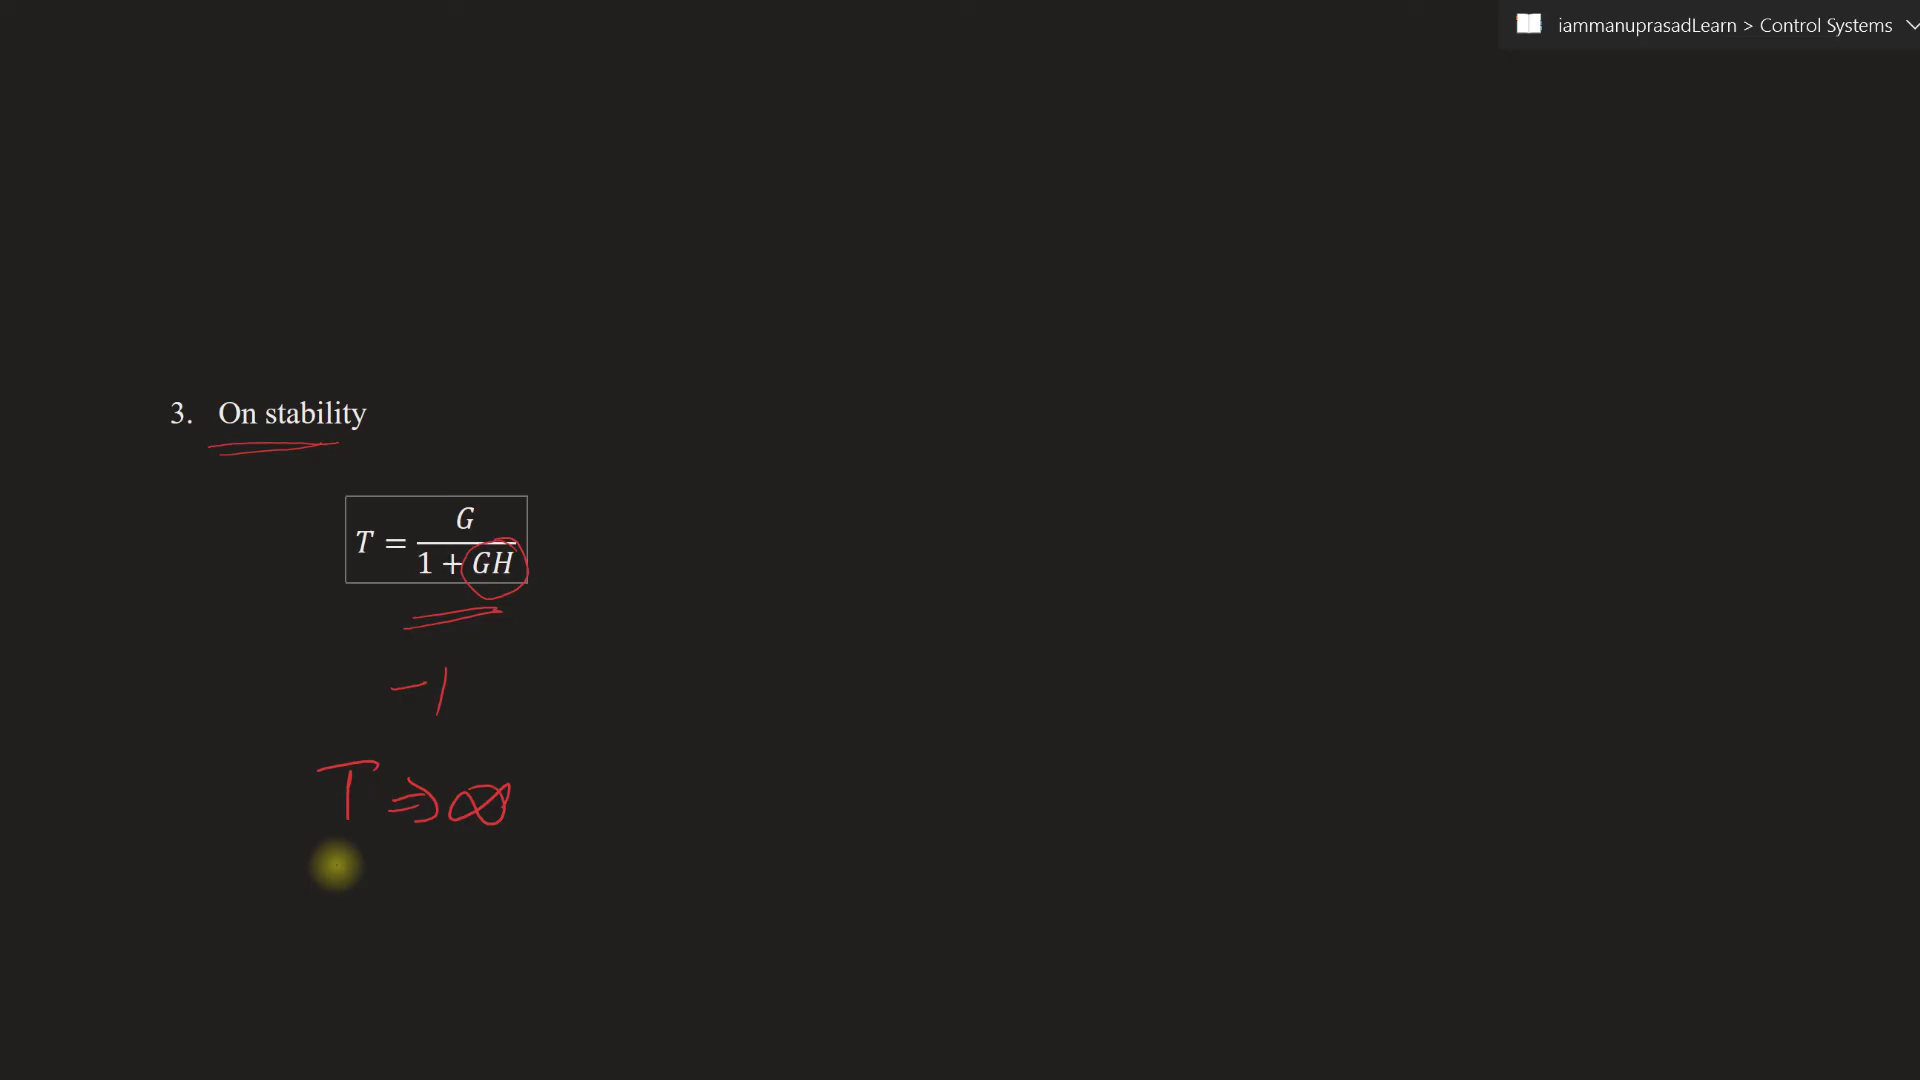 iammanuprasadLearn > Control Systems
3. On stability
T = G / 1 + GH
-1
T ⇒ ∞